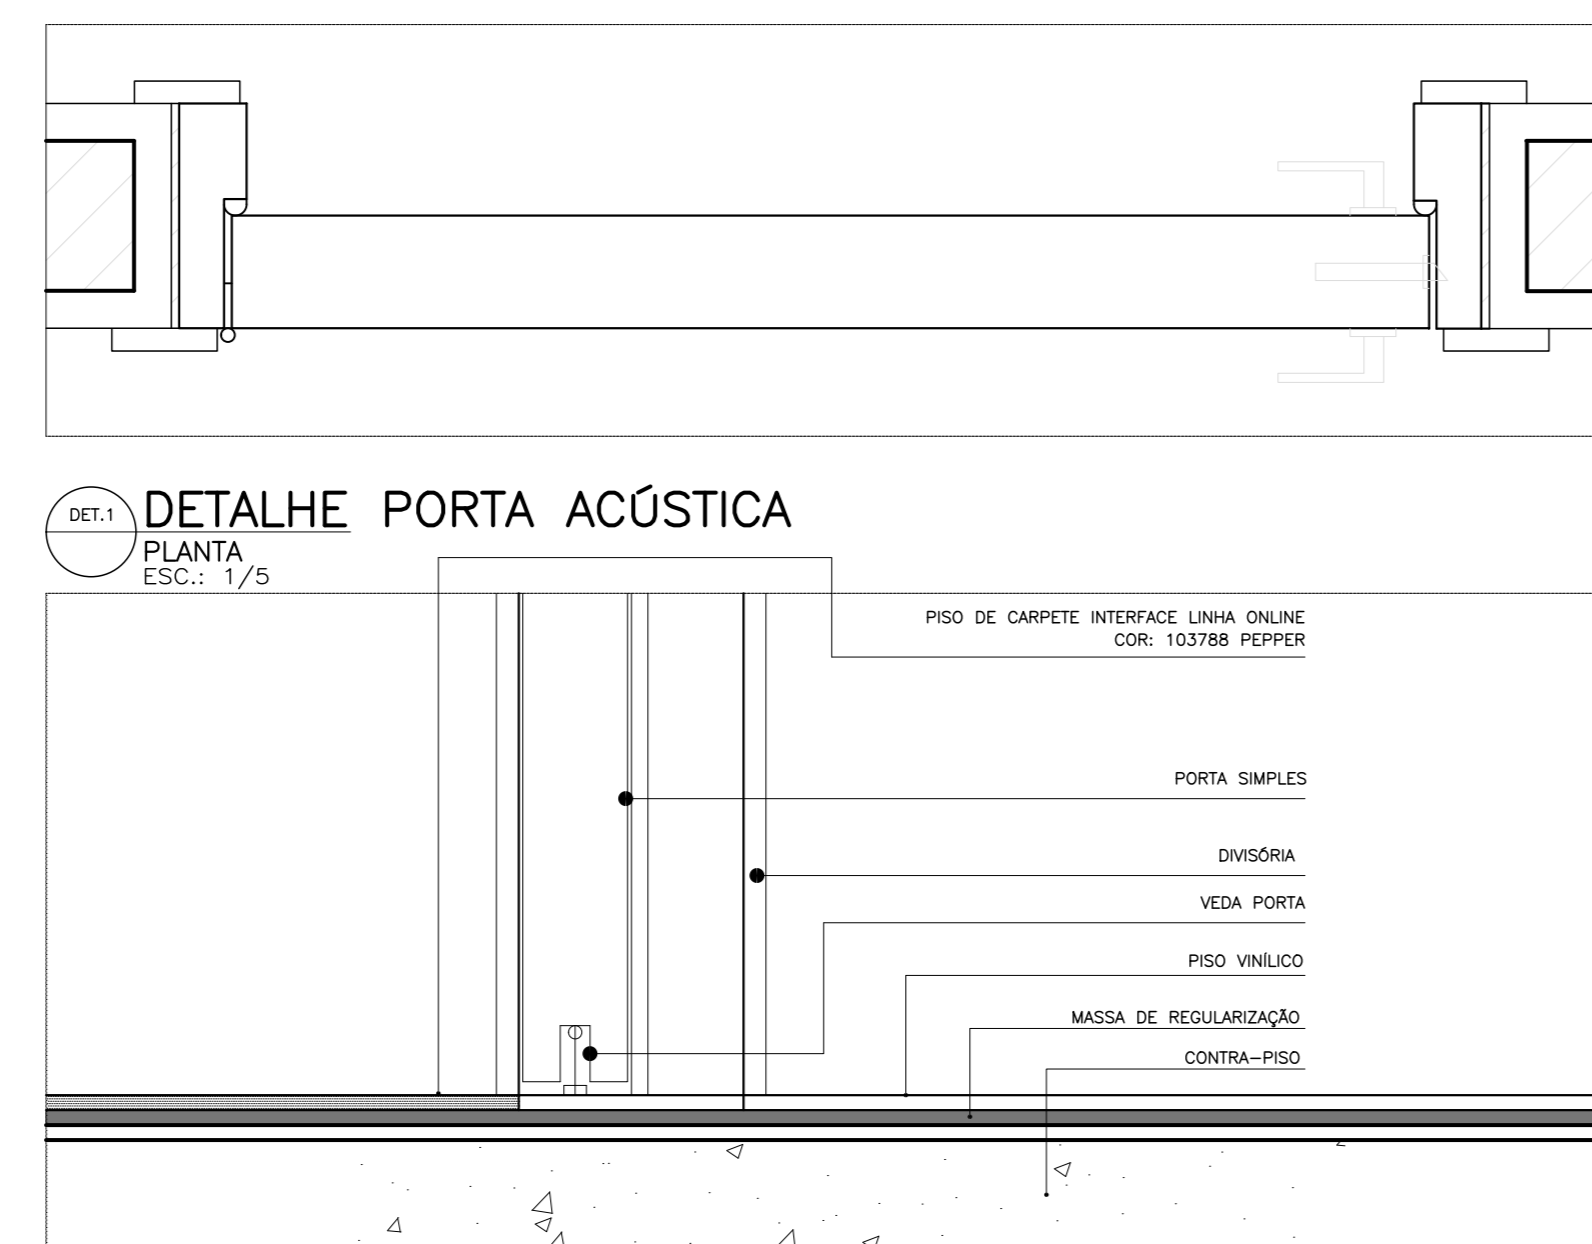 DET.1
DETALHE PORTA ACÚSTICA
PLANTA
ESC.: 1/5
PISO DE CARPETE INTERFACE LINHA ONLINE
COR: 103788 PEPPER
PORTA SIMPLES
DIVISÓRIA
VEDA PORTA
PISO VINÍLICO
MASSA DE REGULARIZAÇÃO
CONTRA-PISO